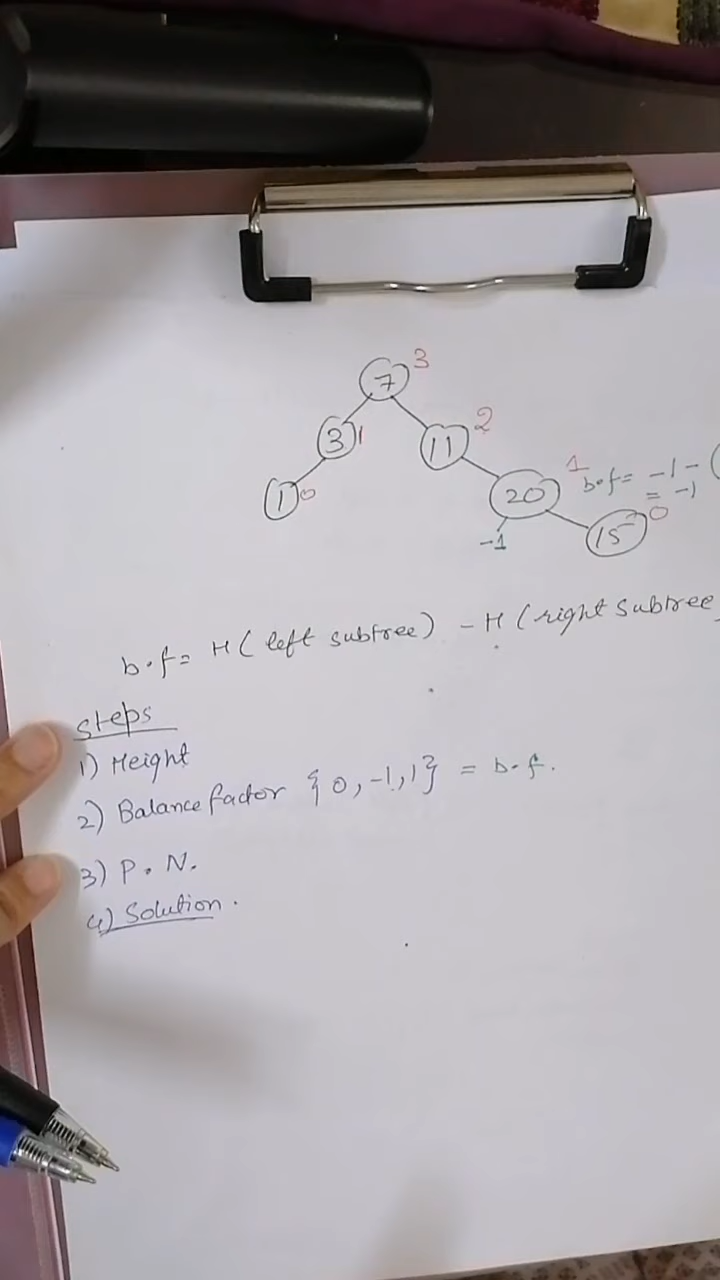 7 3
3 1
11 2
1 0
20 1
b.f = -1 - (
= -1
-1
15 0
b.f = H ( left subtree ) - H ( right subtree
steps
1) Height
2) Balance factor { 0, -1, 1 } = b.f.
3) P. N.
4) Solution.